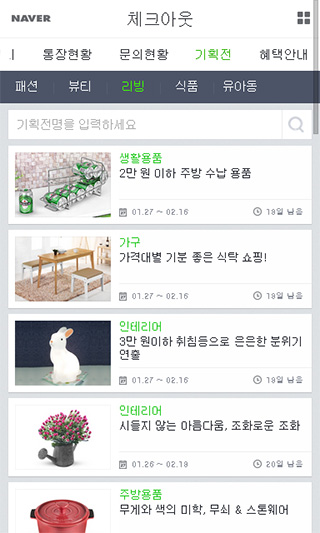 NAVER 체크아웃
통장현황 문의현황 기획전 혜택안내
패션 뷰티 리빙 식품 유아동
기획전명을 입력하세요
생활용품
2만 원 이하 주방 수납 용품
01.27 ~ 02.16 18일 남음
가구
가격대별 기분 좋은 식탁 쇼핑!
01.27 ~ 02.16 18일 남음
인테리어
3만 원이하 취침등으로 은은한 분위기
연출
01.27 ~ 02.16 18일 남음
인테리어
시들지 않는 아름다움, 조화로운 조화
01.26 ~ 02.18 20일 남음
주방용품
무게와 색의 미학, 무쇠 & 스톤웨어